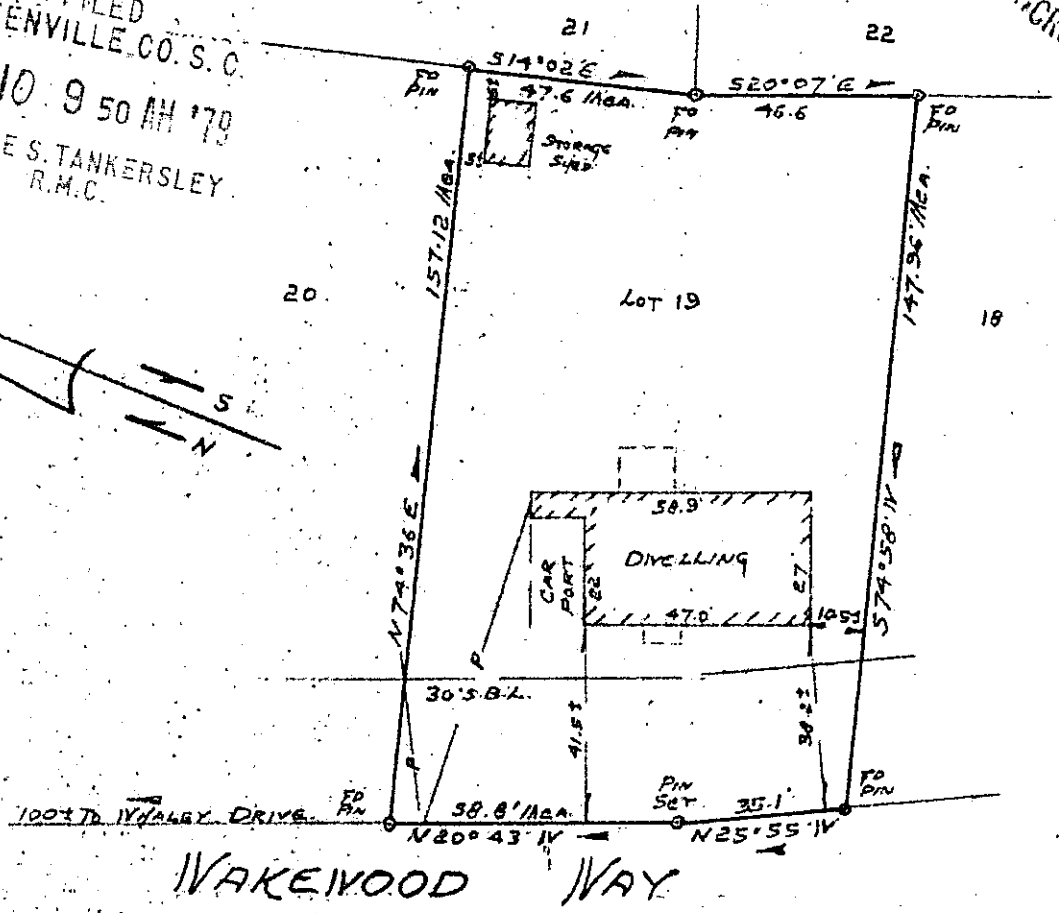 FILED
ENVILLE CO. S. C.
10 9 50 AM '79
E S. TANKERSLEY
R.M.C.
21
22
S14°02'E
47.6 MEA.
S20°07'E
46.6
FD PIN
FD PIN
FD PIN
STORAGE
SHED
3±
157.12 MEA.
N74°36'E
20
LOT 19
147.96' MEA.
S74°58'W
18
S
N
58.9
DWELLING
CAR
PORT
22
27'
47.0
10.5±
P
P
30' S.B.L.
41.5±
38.2±
100± TO WHALEY DRIVE
FD PIN
58.8' MEA.
N20°43'W
PIN SET
35.1'
N25°55'W
FD PIN
WAKEWOOD WAY